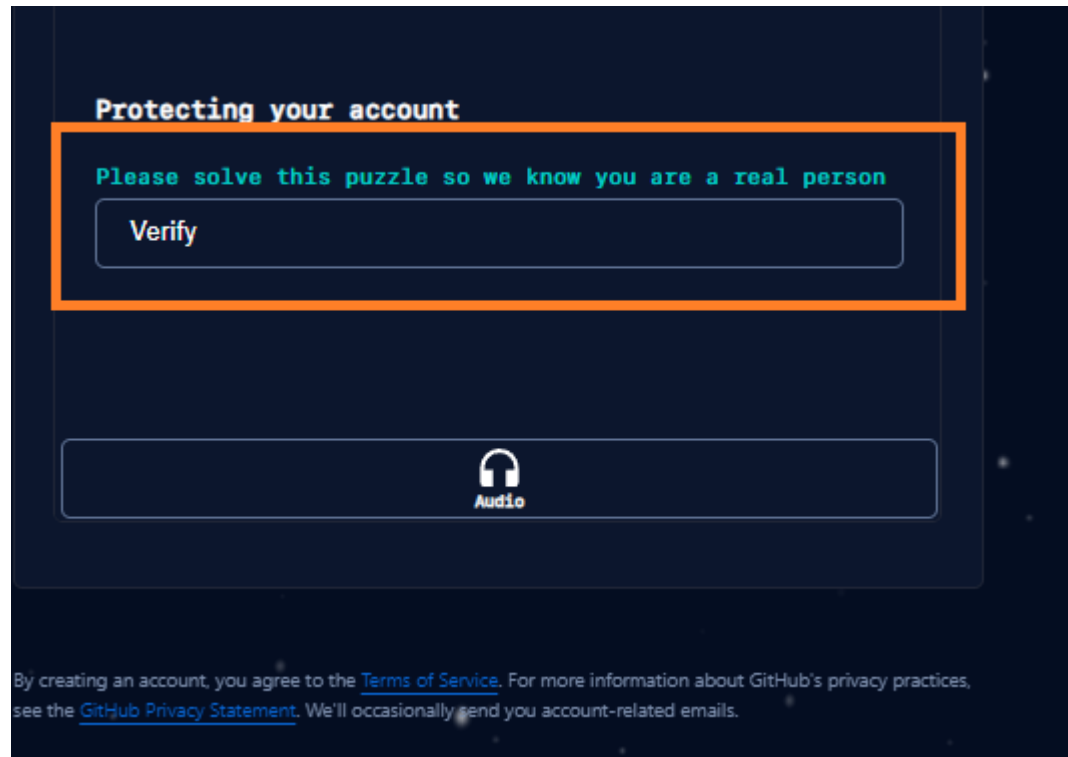 Protecting your account
Please solve this puzzle so we know you are a real person
Verify
Audio
By creating an account, you agree to the Terms of Service. For more information about GitHub's privacy practices,
see the GitHub Privacy Statement. We'll occasionally send you account-related emails.